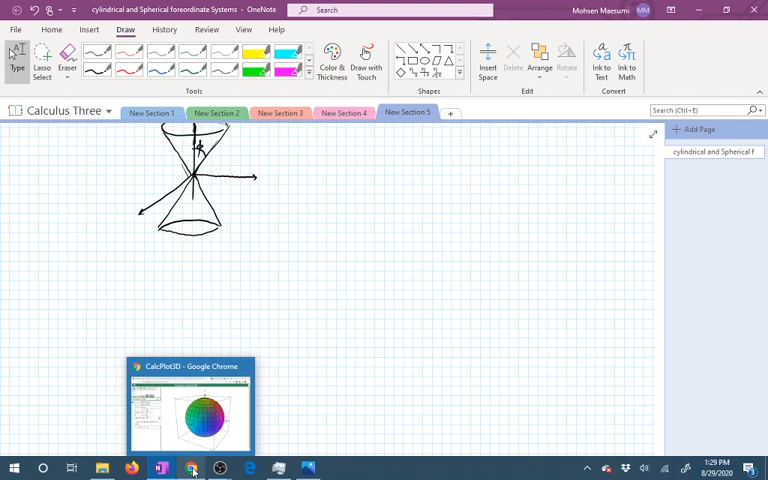 cylindrical and Spherical foreordinate Systems - OneNote
Search
Mohsen Maesumi
MM
File Home Insert Draw History Review View Help
Type
Lasso Select
Eraser
Color & Thickness
Draw with Touch
Insert Space
Delete
Arrange
Rotate
Ink to Text
Ink to Math
Tools
Shapes
Edit
Convert
Calculus Three
New Section 1
New Section 2
New Section 3
New Section 4
New Section 5
Search (Ctrl+E)
Add Page
cylindrical and Spherical f
ϕ
CalcPlot3D - Google Chrome
1:29 PM
8/29/2020